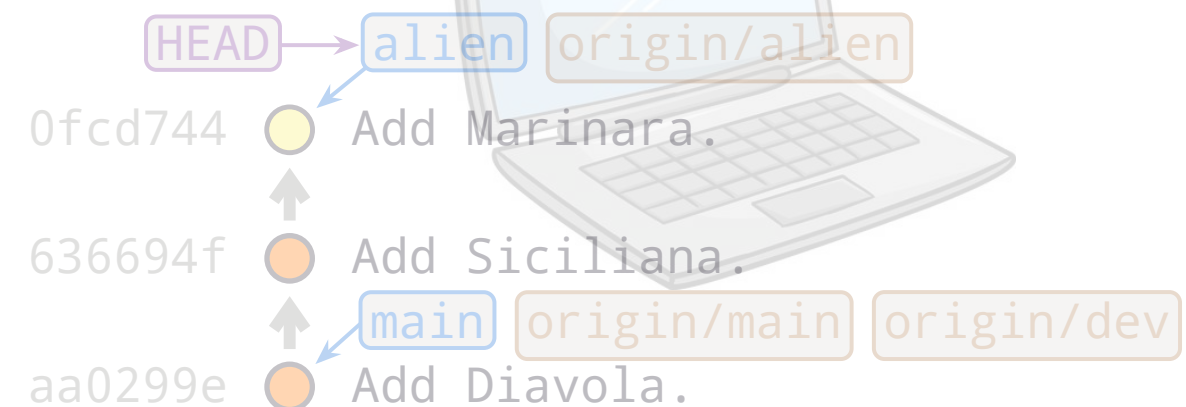 HEAD alien origin/alien
0fcd744 Add Marinara.
636694f Add Siciliana.
main origin/main origin/dev
aa0299e Add Diavola.